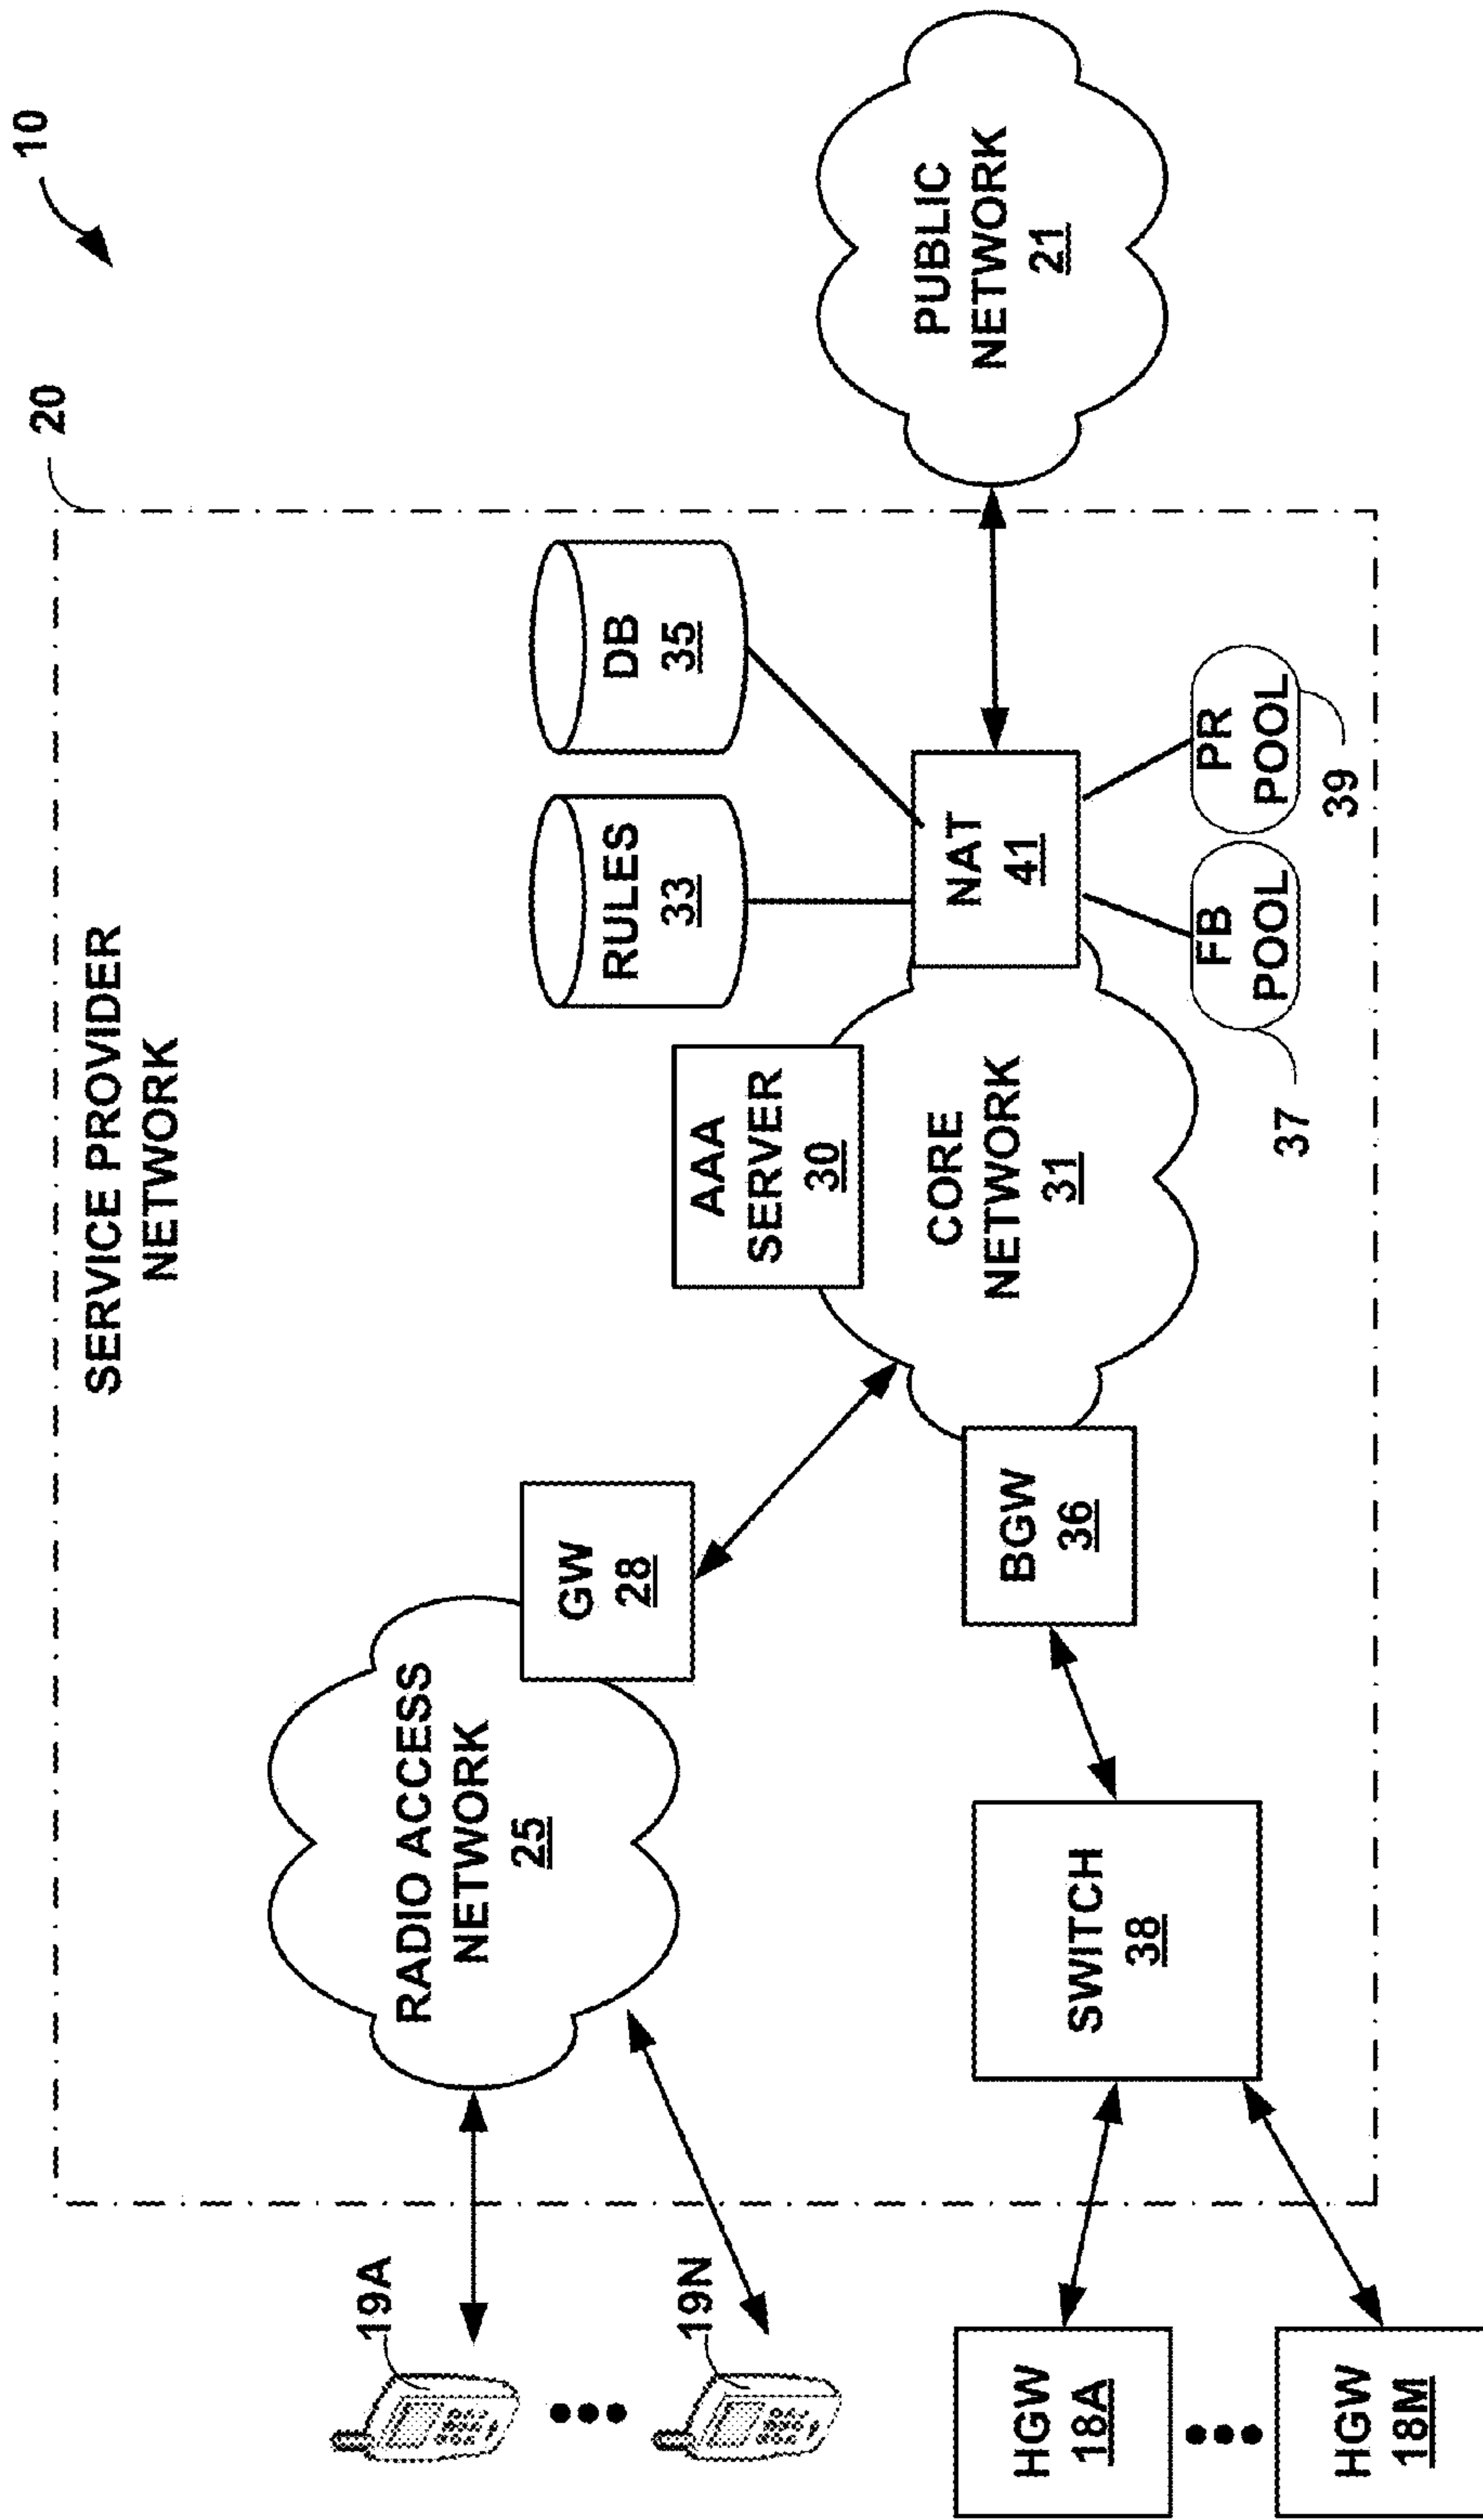 10
20
SERVICE PROVIDER
NETWORK
19A
19N
RADIO ACCESS
NETWORK
25
GW
28
AAA
SERVER
30
RULES
33
DB
35
CORE
NETWORK
31
NAT
41
PUBLIC
NETWORK
21
HGW
18A
HGW
18M
SWITCH
38
BGW
36
FB
POOL
37
PR
POOL
39